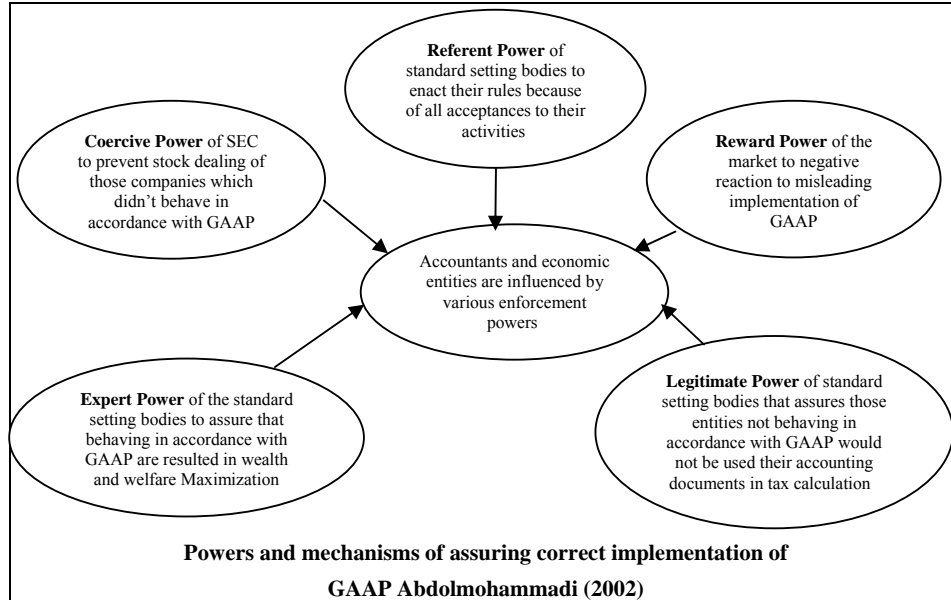 Referent Power of
standard setting bodies to
enact their rules because
of all acceptances to their
activities
Coercive Power of SEC
to prevent stock dealing of
those companies which
didn't behave in
accordance with GAAP
Reward Power of the
market to negative
reaction to misleading
implementation of
GAAP
Accountants and economic
entities are influenced by
various enforcement
powers
Expert Power of the standard
setting bodies to assure that
behaving in accordance with
GAAP are resulted in wealth
and welfare Maximization
Legitimate Power of standard
setting bodies that assures those
entities not behaving in
accordance with GAAP would
not be used their accounting
documents in tax calculation
Powers and mechanisms of assuring correct implementation of
GAAP Abdolmohammadi (2002)